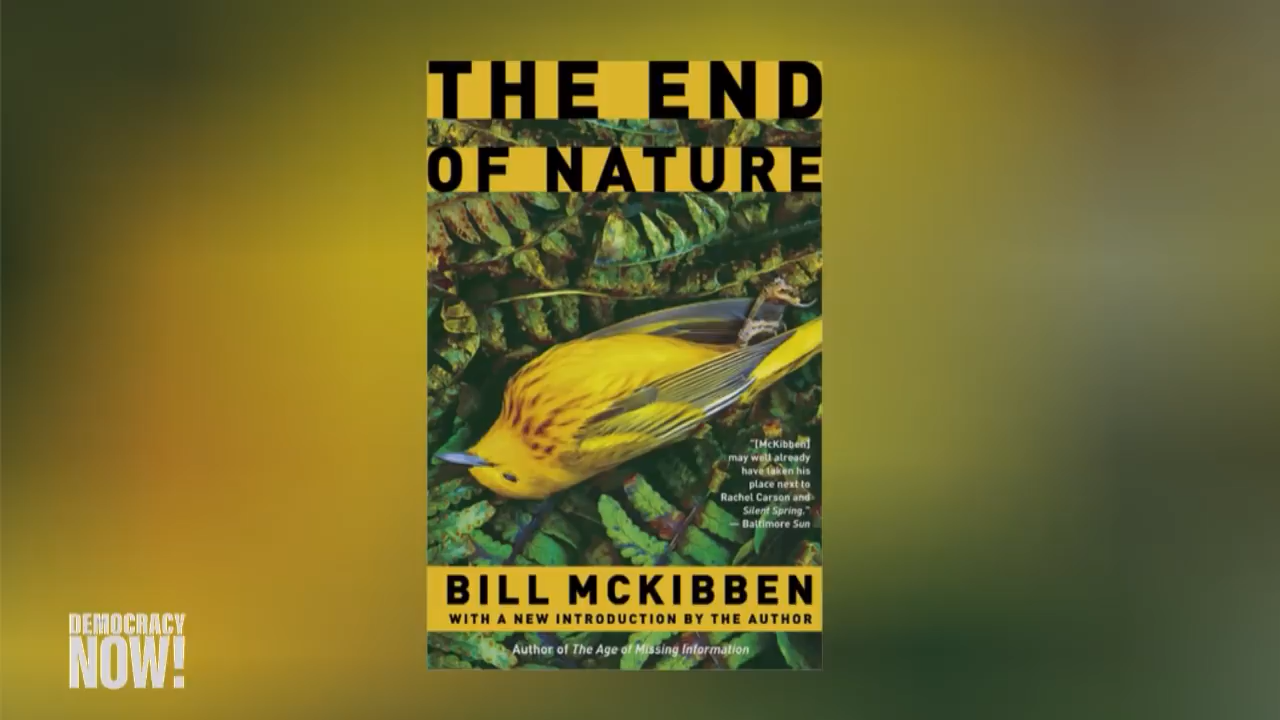 THE END
OF NATURE
"[McKibben]
may well already
have taken his
place next to
Rachel Carson and
Silent Spring."
— Baltimore Sun
BILL MCKIBBEN
WITH A NEW INTRODUCTION BY THE AUTHOR
Author of The Age of Missing Information
DEMOCRACY
NOW!